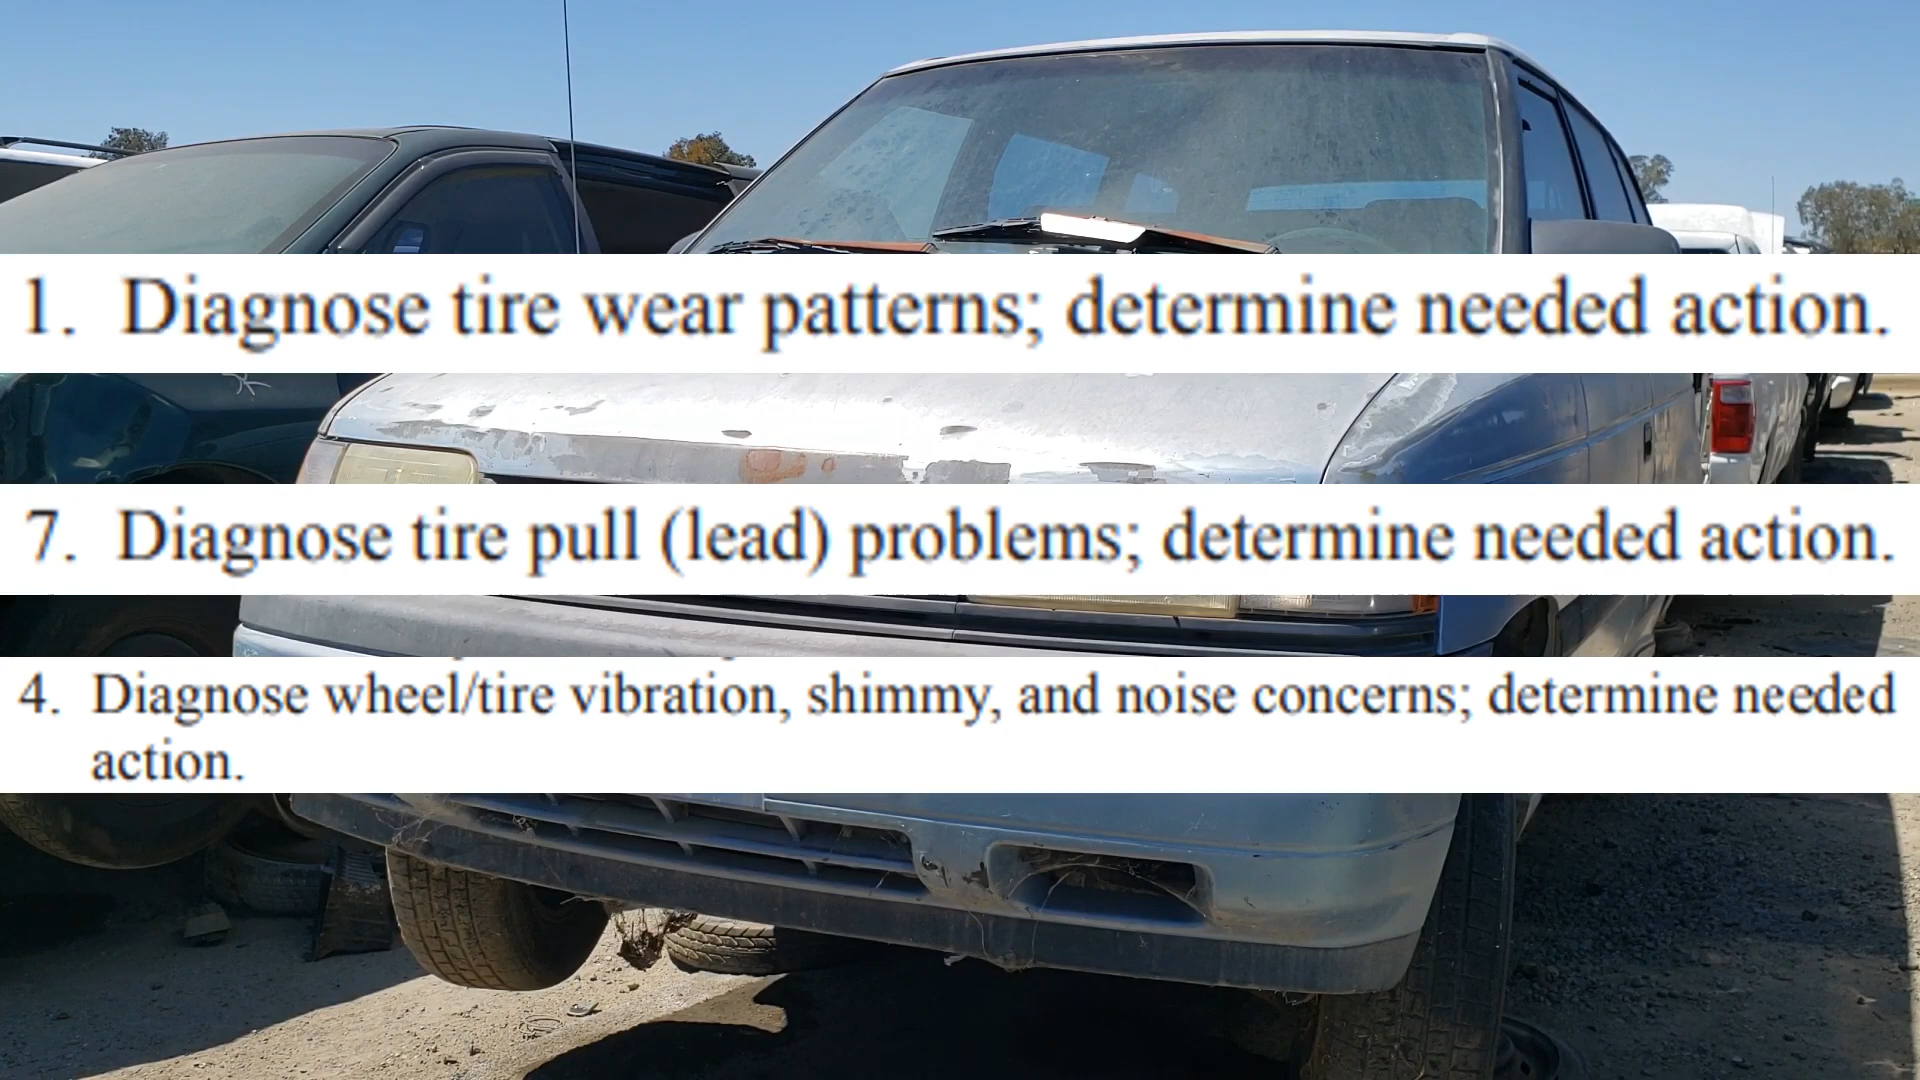 1. Diagnose tire wear patterns; determine needed action.
7. Diagnose tire pull (lead) problems; determine needed action.
4. Diagnose wheel/tire vibration, shimmy, and noise concerns; determine needed
action.